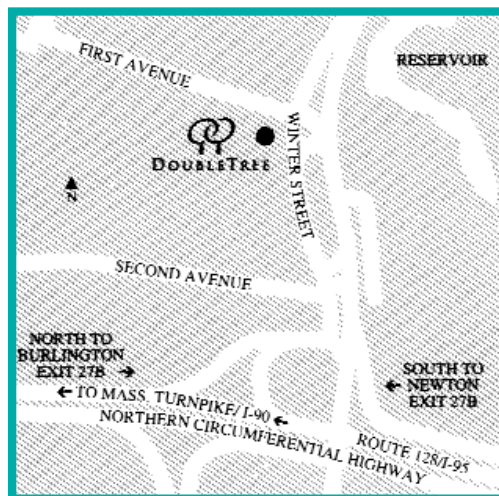 FIRST AVENUE
RESERVOIR
WINTER STREET
DOUBLETREE
N
SECOND AVENUE
NORTH TO
BURLINGTON
EXIT 27B
SOUTH TO
NEWTON
EXIT 27B
TO MASS. TURNPIKE/ I-90
NORTHERN CIRCUMFERENTIAL HIGHWAY
ROUTE 128/I-95